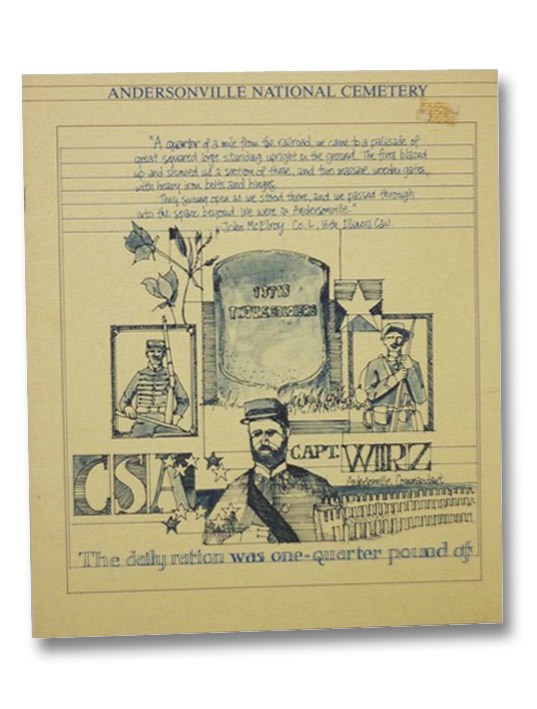 ANDERSONVILLE NATIONAL CEMETERY
"A quarter of a mile from the railroad, we came to a palisade of
great squared logs standing upright in the ground. The fires blazed
up and showed us a section of these, and two massive wooden gates,
with heavy iron bolts and hinges.
They swung open as we stood there, and we passed through
into the space beyond. We were in Andersonville."
John McElroy Co. L, 16th Illinois Cav
13715
CSA
CAPT. WIRZ
Andersonville, Commandant
The daily ration was one-quarter pound of